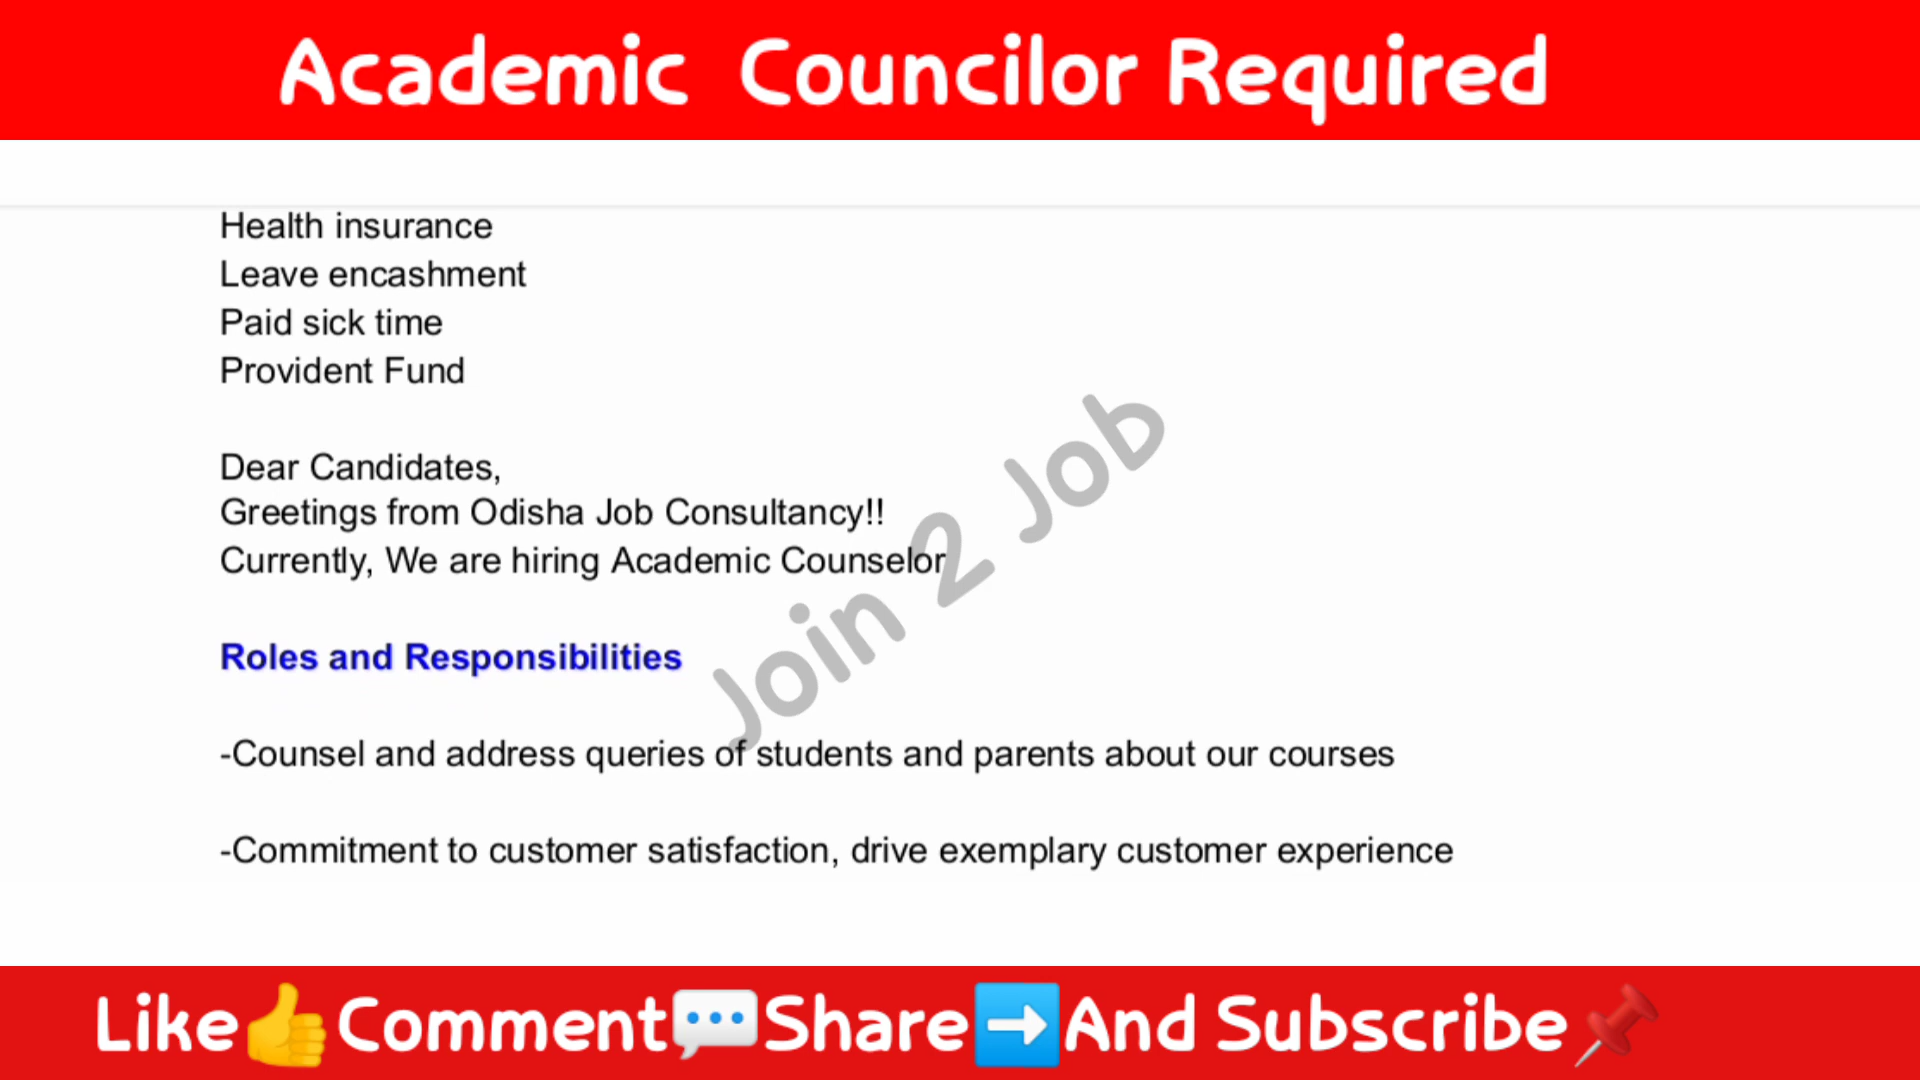 Academic Councilor Required
Health insurance
Leave encashment
Paid sick time
Provident Fund
Dear Candidates,
Greetings from Odisha Job Consultancy!!
Currently, We are hiring Academic Counselor
Join 2 Job
Roles and Responsibilities
-Counsel and address queries of students and parents about our courses
-Commitment to customer satisfaction, drive exemplary customer experience
Like👍Comment💬Share➡️And Subscribe📌